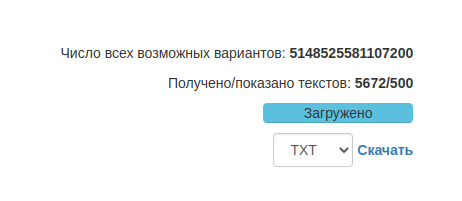 Число всех возможных вариантов: 5148525581107200
Получено/показано текстов: 5672/500
Загружено
TXT Скачать